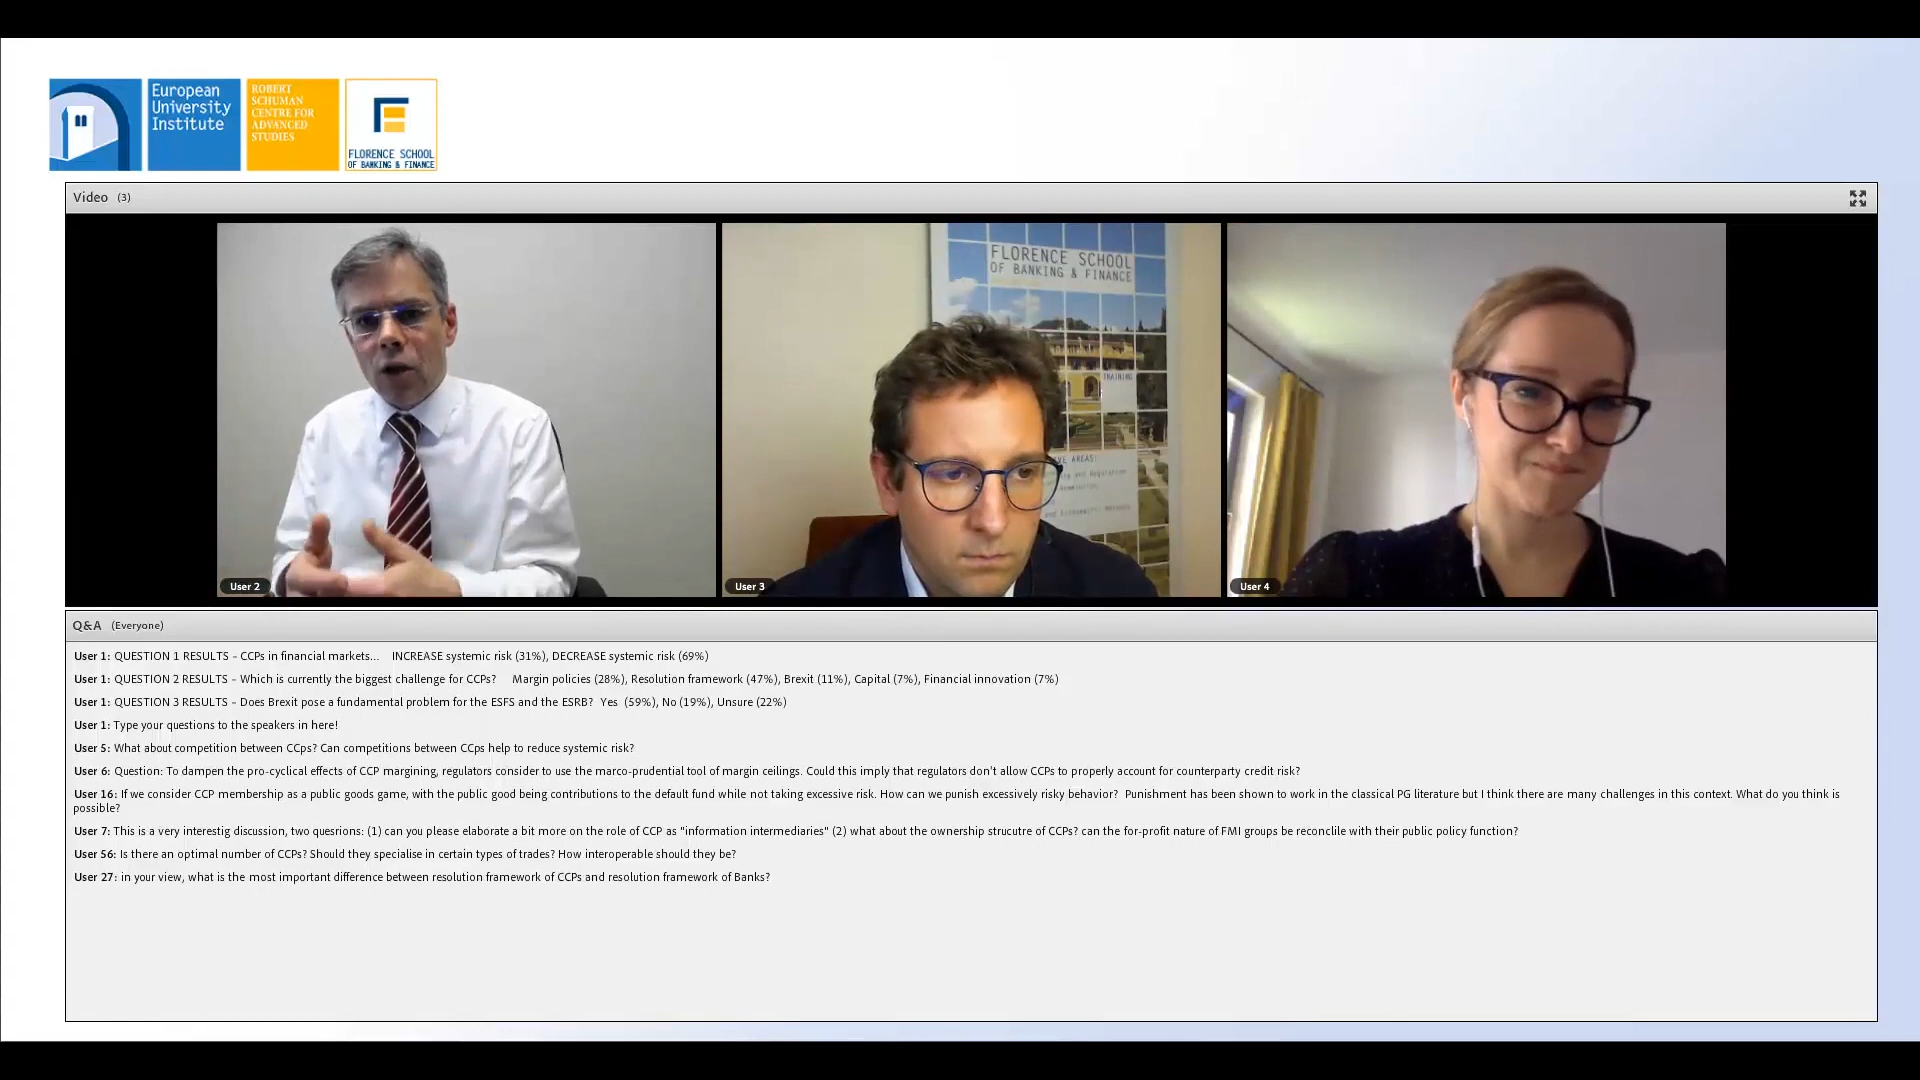 European
University
Institute
ROBERT
SCHUMAN
CENTRE FOR
ADVANCED
STUDIES
FLORENCE SCHOOL
OF BANKING & FINANCE
Video (3)
FLORENCE SCHOOL
OF BANKING & FINANCE
TRAINING
AREAS:
and Regulation
User 2
User 3
User 4
Q&A (Everyone)
User 1: QUESTION 1 RESULTS - CCPs in financial markets... INCREASE systemic risk (31%), DECREASE systemic risk (69%)
User 1: QUESTION 2 RESULTS - Which is currently the biggest challenge for CCPs? Margin policies (28%), Resolution framework (47%), Brexit (11%), Capital (7%), Financial innovation (7%)
User 1: QUESTION 3 RESULTS - Does Brexit pose a fundamental problem for the ESFS and the ESRB? Yes (59%), No (19%), Unsure (22%)
User 1: Type your questions to the speakers in here!
User 5: What about competition between CCps? Can competitions between CCps help to reduce systemic risk?
User 6: Question: To dampen the pro-cyclical effects of CCP margining, regulators consider to use the marco-prudential tool of margin ceilings. Could this imply that regulators don't allow CCPs to properly account for counterparty credit risk?
User 16: If we consider CCP membership as a public goods game, with the public good being contributions to the default fund while not taking excessive risk. How can we punish excessively risky behavior? Punishment has been shown to work in the classical PG literature but I think there are many challenges in this context. What do you think is
possible?
User 7: This is a very interestig discussion, two quesrions: (1) can you please elaborate a bit more on the role of CCP as "information intermediaries" (2) what about the ownership strucutre of CCPs? can the for-profit nature of FMI groups be reconclile with their public policy function?
User 56: Is there an optimal number of CCPs? Should they specialise in certain types of trades? How interoperable should they be?
User 27: in your view, what is the most important difference between resolution framework of CCPs and resolution framework of Banks?